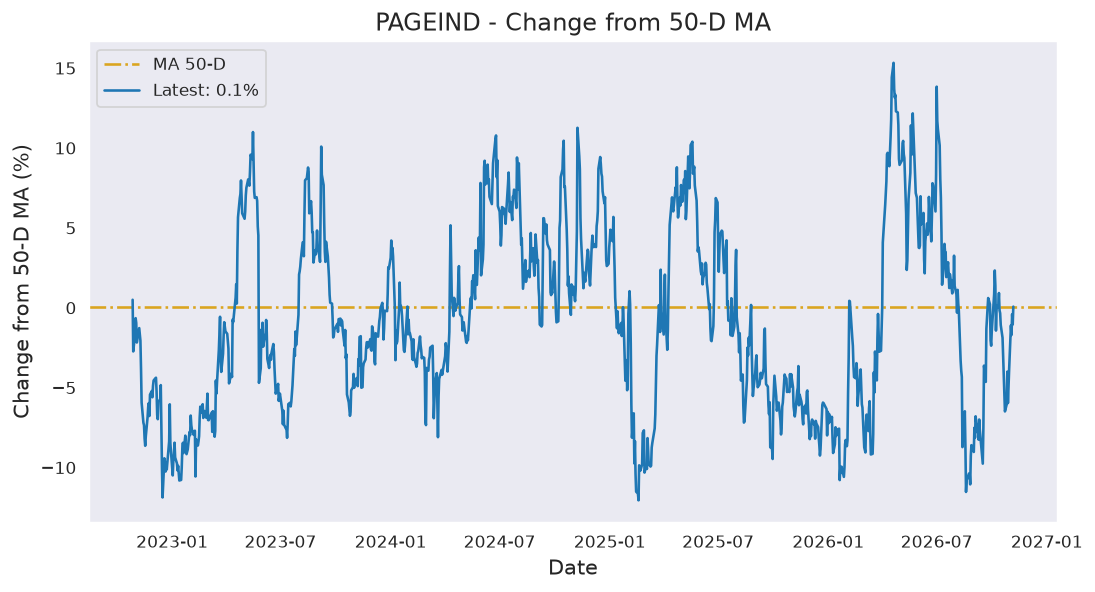 PAGEIND - Change from 50-D MA
MA 50-D
Latest: 0.1%
Change from 50-D MA (%)
15
10
5
0
−5
−10
2023-01 2023-07 2024-01 2024-07 2025-01 2025-07 2026-01 2026-07 2027-01
Date